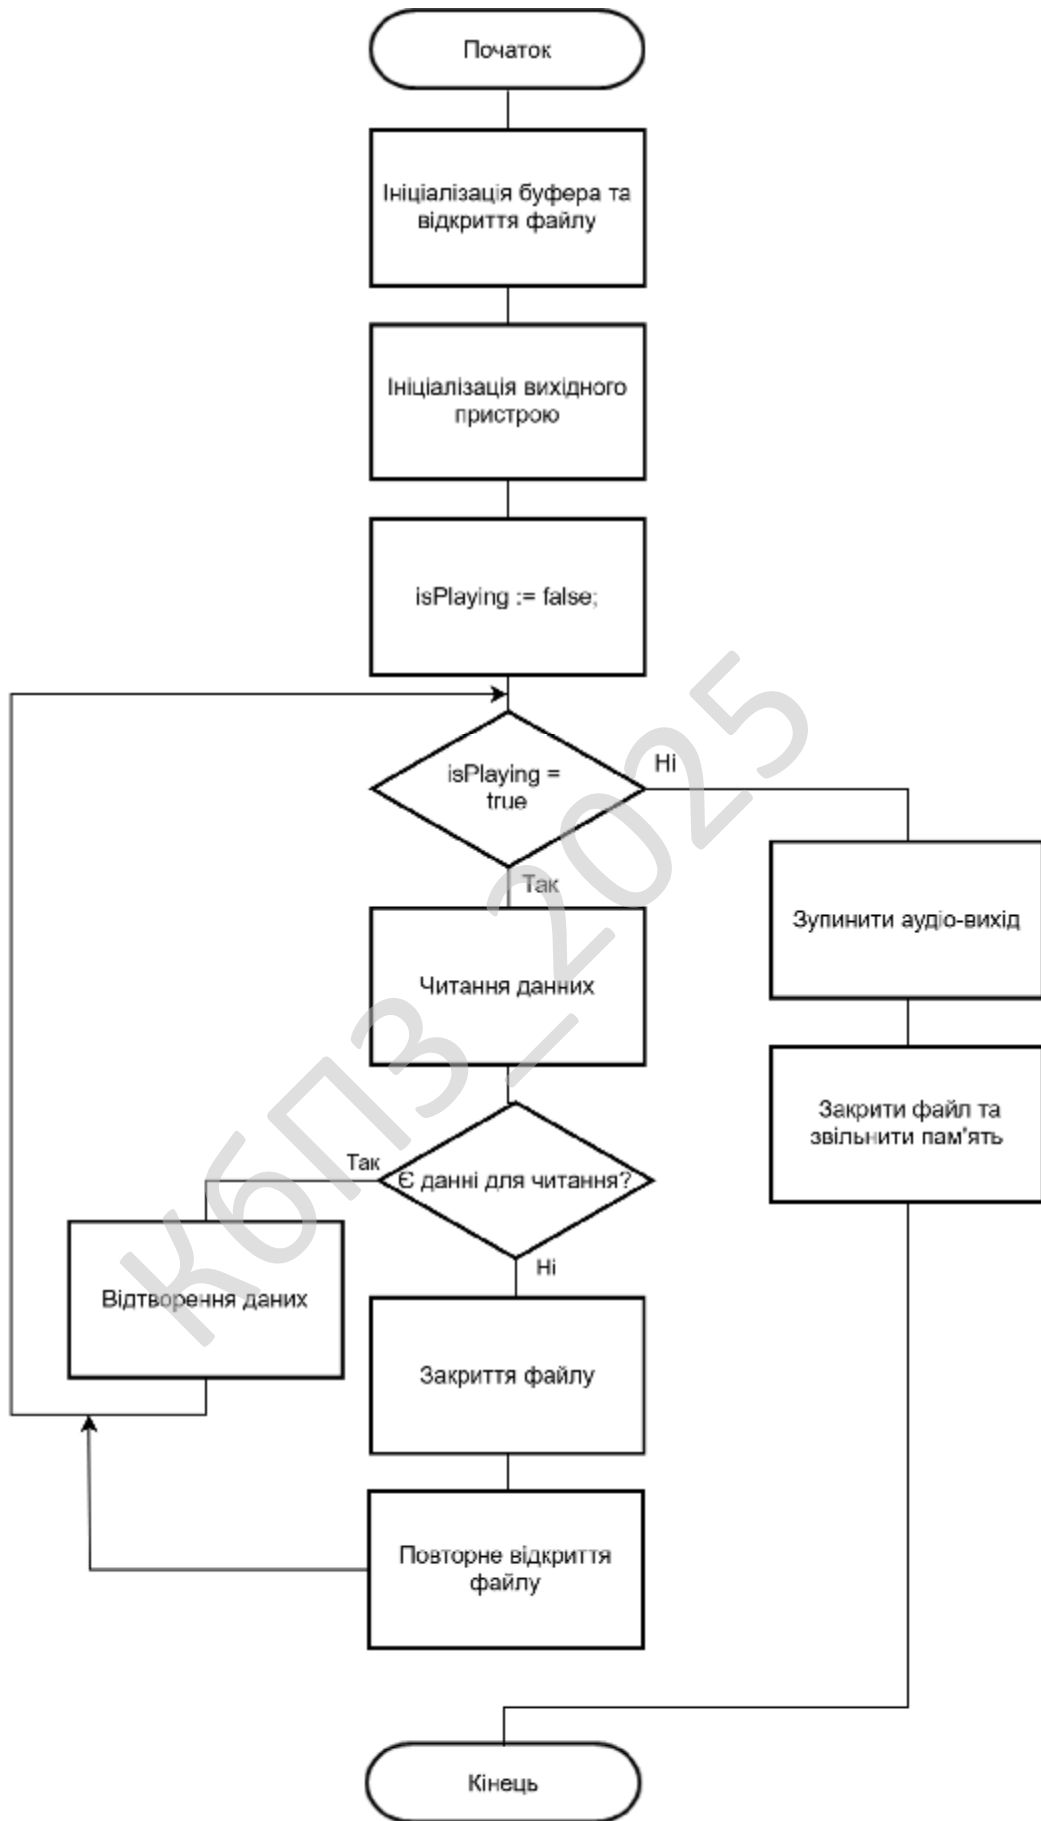 Початок
Ініціалізація буфера та
відкриття файлу
Ініціалізація вихідного
пристрою
isPlaying := false;
isPlaying =
true
Ні
Так
Зупинити аудіо-вихід
Читання данних
Закрити файл та
звільнити пам'ять
Так
Є данні для читання?
Ні
Відтворення даних
Закриття файлу
Повторне відкриття
файлу
Кінець
КбПЗ_2025